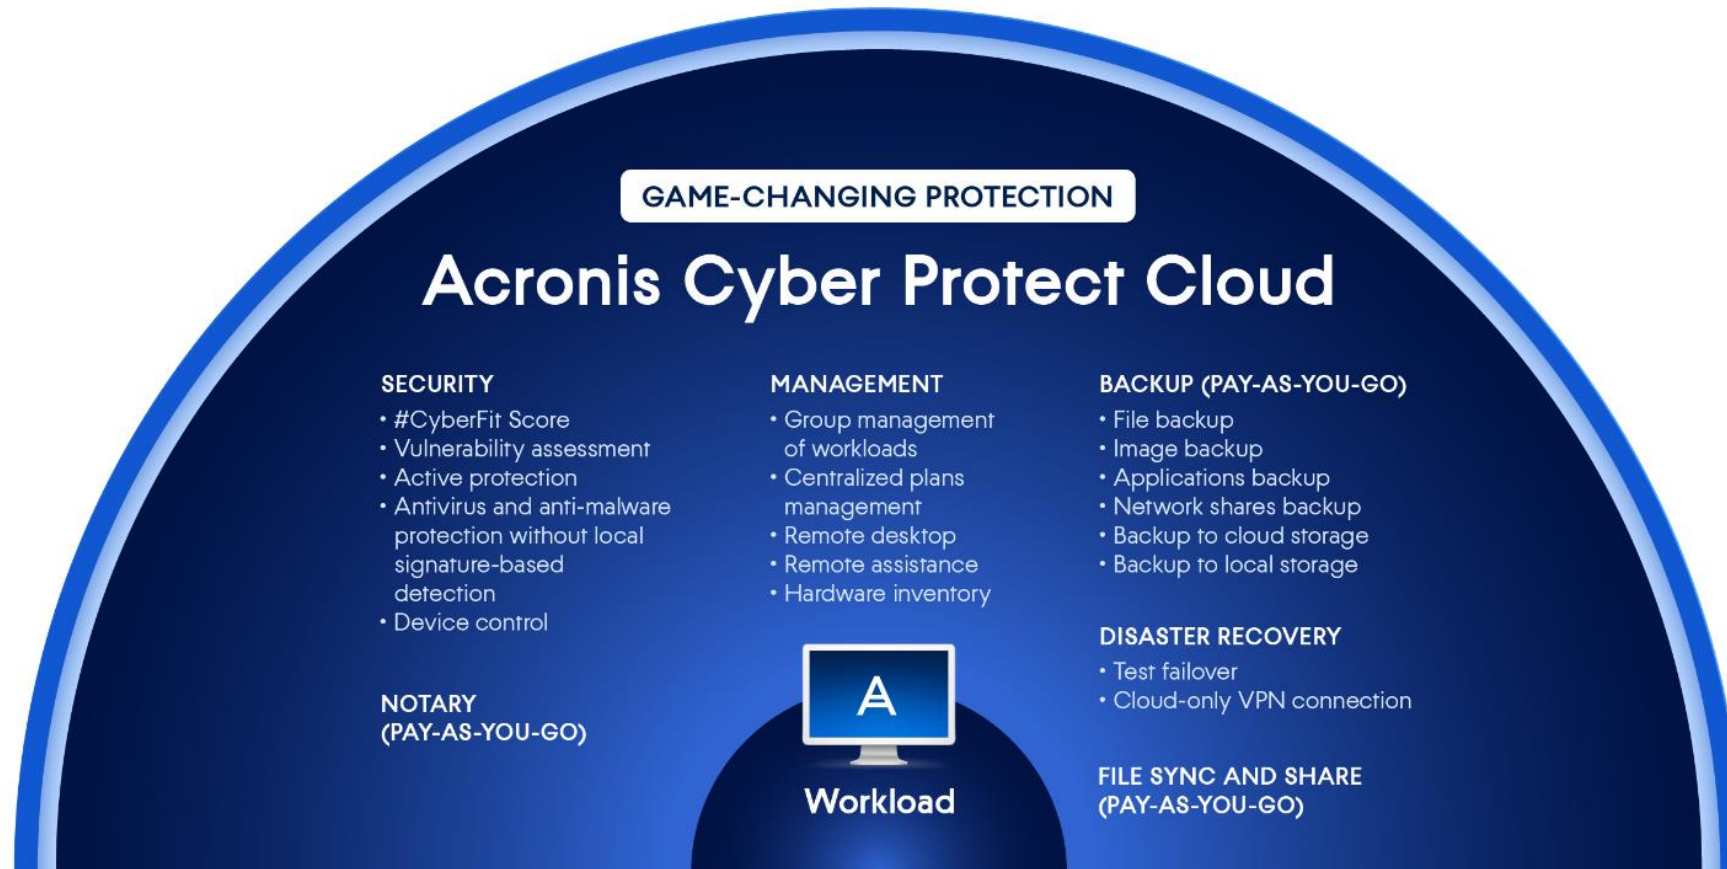 GAME-CHANGING PROTECTION
Acronis Cyber Protect Cloud
SECURITY
• #CyberFit Score
• Vulnerability assessment
• Active protection
• Antivirus and anti-malware
protection without local
signature-based
detection
• Device control
NOTARY
(PAY-AS-YOU-GO)
MANAGEMENT
• Group management
of workloads
• Centralized plans
management
• Remote desktop
• Remote assistance
• Hardware inventory
A
Workload
BACKUP (PAY-AS-YOU-GO)
• File backup
• Image backup
• Applications backup
• Network shares backup
• Backup to cloud storage
• Backup to local storage
DISASTER RECOVERY
• Test failover
• Cloud-only VPN connection
FILE SYNC AND SHARE
(PAY-AS-YOU-GO)